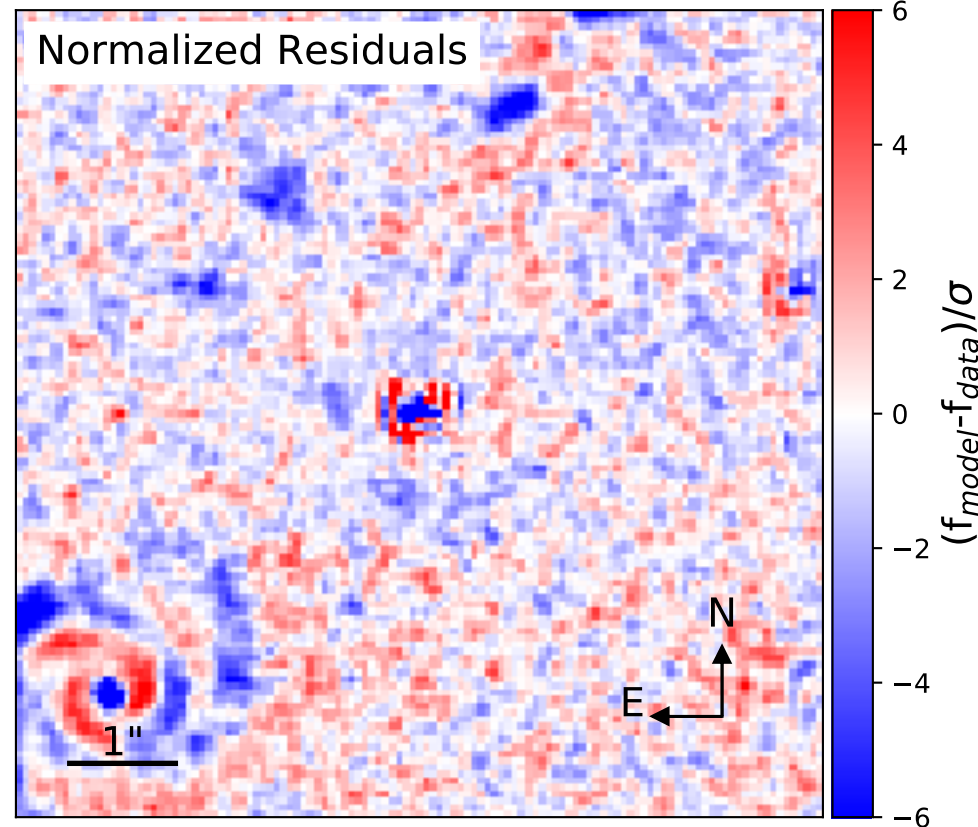 Normalized Residuals
N
E
1"
6
4
2
0
−2
−4
−6
(f_model-f_data)/σ